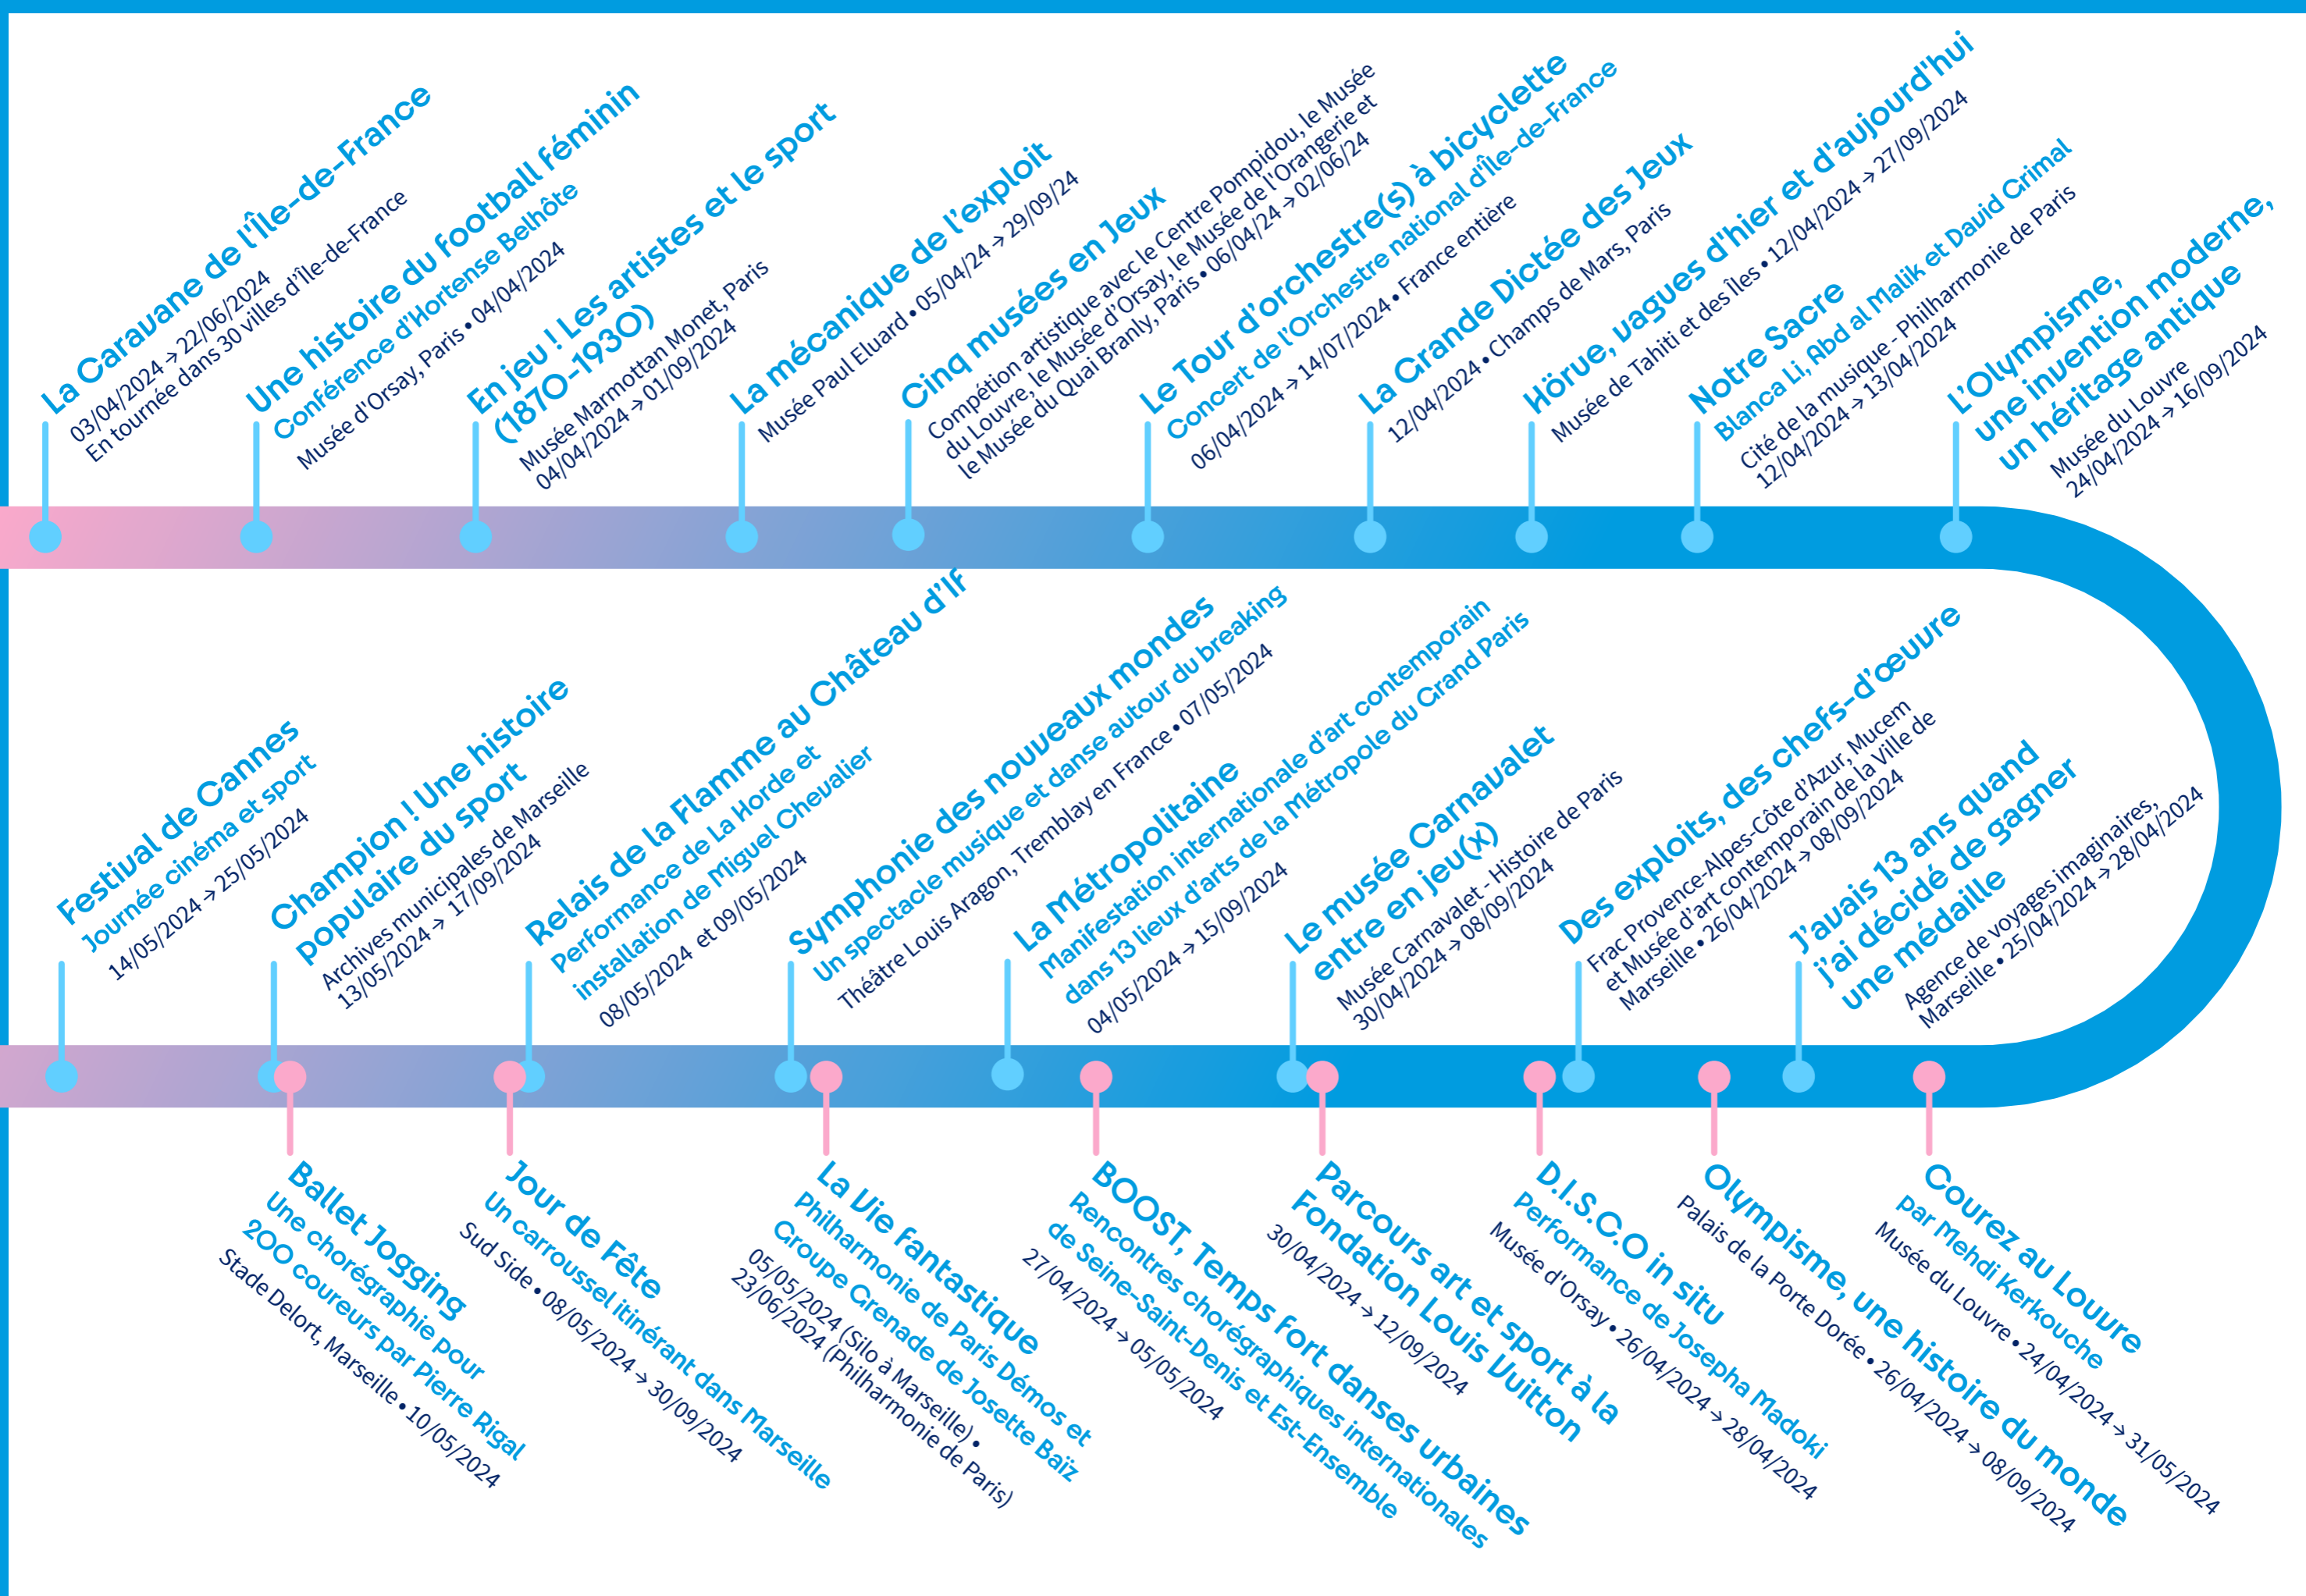 La Caravane de l'Île-de-France
03/04/2024 → 22/06/2024
En tournée dans 30 villes d'Île-de-France
Une histoire du football féminin
Conférence d'Hortense Belhôte
Musée d'Orsay, Paris • 04/04/2024
En jeu ! Les artistes et le sport
(1870-1930)
Musée Marmottan Monet, Paris
04/04/2024 → 01/09/2024
La mécanique de l'exploit
Musée Paul Eluard • 05/04/24 → 29/09/24
Cinq musées en Jeux
Compétion artistique avec le Centre Pompidou, le Musée
du Louvre, le Musée d'Orsay, le Musée de l'Orangerie et
le Musée du Quai Branly, Paris • 06/04/24 → 02/06/24
Le Tour d'orchestre(s) à bicyclette
Concert de l'Orchestre national d'Île-de-France
06/04/2024 → 14/07/2024 • France entière
La Grande Dictée des Jeux
12/04/2024 • Champs de Mars, Paris
Hörue, vagues d'hier et d'aujourd'hui
Musée de Tahiti et des Îles • 12/04/2024 → 27/09/2024
Notre Sacre
Blanca Li, Abd al Malik et David Grimal
Cité de la musique - Philharmonie de Paris
12/04/2024 → 13/04/2024
L'Olympisme,
une invention moderne,
un héritage antique
Musée du Louvre
24/04/2024 → 16/09/2024
Festival de Cannes
Journée cinéma et sport
14/05/2024 → 25/05/2024
Champion ! Une histoire
populaire du sport
Archives municipales de Marseille
13/05/2024 → 17/09/2024
Relais de la Flamme au Château d'If
Performance de La Horde et
installation de Miguel Chevalier
08/05/2024 et 09/05/2024
Symphonie des nouveaux mondes
Un spectacle musique et danse autour du breaking
Théâtre Louis Aragon, Tremblay en France • 07/05/2024
La Métropolitaine
Manifestation internationale d'art contemporain
dans 13 lieux d'arts de la Métropole du Grand Paris
04/05/2024 → 15/09/2024
Le musée Carnavalet
entre en jeu(x)
Musée Carnavalet - Histoire de Paris
30/04/2024 → 08/09/2024
Des exploits, des chefs-d'œuvre
Frac Provence-Alpes-Côte d'Azur, Mucem
et Musée d'art contemporain de la Ville de
Marseille • 26/04/2024 → 08/09/2024
J'avais 13 ans quand
j'ai décidé de gagner
une médaille
Agence de voyages imaginaires,
Marseille • 25/04/2024 → 28/04/2024
Ballet Jogging
Une chorégraphie pour
200 coureurs par Pierre Rigal
Stade Delort, Marseille • 10/05/2024
Jour de Fête
Un carroussel itinérant dans Marseille
Sud Side • 08/05/2024 → 30/09/2024
La Vie fantastique
Philharmonie de Paris Démos et
Groupe Grenade de Josette Baïz
05/05/2024 (Silo à Marseille) •
23/06/2024 (Philharmonie de Paris)
BOOST, Temps fort danses urbaines
Rencontres chorégraphiques internationales
de Seine-Saint-Denis et Est-Ensemble
27/04/2024 → 05/05/2024
Parcours art et sport à la
Fondation Louis Vuitton
30/04/2024 → 12/09/2024
D.I.S.C.O in situ
Performance de Josepha Madoki
Musée d'Orsay • 26/04/2024 → 28/04/2024
Olympisme, une histoire du monde
Palais de la Porte Dorée • 26/04/2024 → 08/09/2024
Courez au Louvre
par Mehdi Kerkouche
Musée du Louvre • 24/04/2024 → 31/05/2024